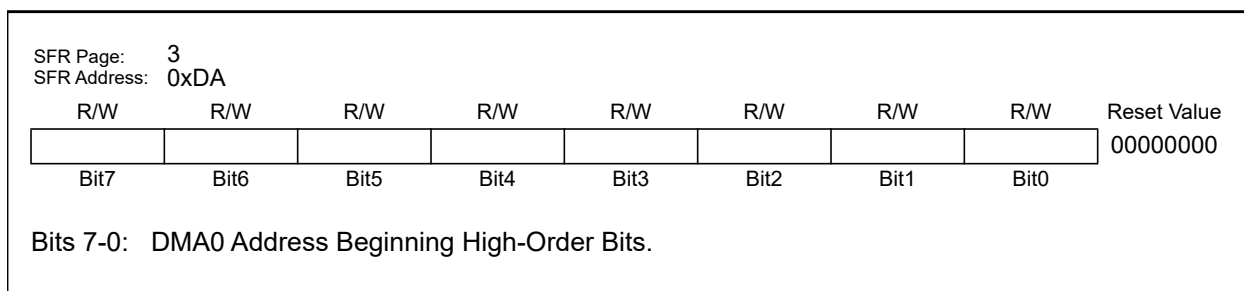 SFR Page: 3
SFR Address: 0xDA
R/W R/W R/W R/W R/W R/W R/W R/W Reset Value
00000000
Bit7 Bit6 Bit5 Bit4 Bit3 Bit2 Bit1 Bit0
Bits 7-0: DMA0 Address Beginning High-Order Bits.